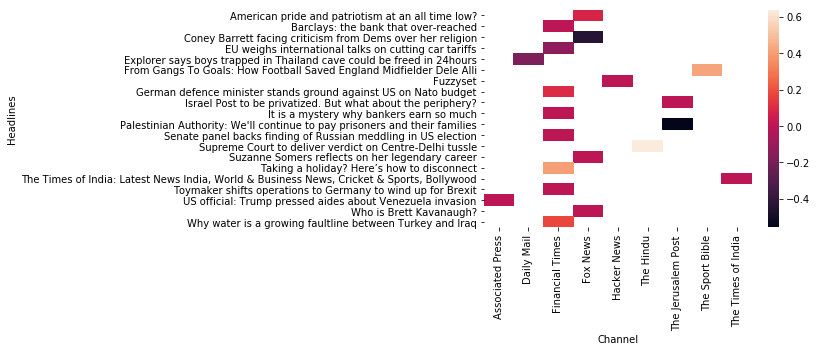 American pride and patriotism at an all time low?
Barclays: the bank that over-reached
Coney Barrett facing criticism from Dems over her religion
EU weighs international talks on cutting car tariffs
Explorer says boys trapped in Thailand cave could be freed in 24hours
From Gangs To Goals: How Football Saved England Midfielder Dele Alli
Fuzzyset
German defence minister stands ground against US on Nato budget
Israel Post to be privatized. But what about the periphery?
It is a mystery why bankers earn so much
Palestinian Authority: We'll continue to pay prisoners and their families
Senate panel backs finding of Russian meddling in US election
Supreme Court to deliver verdict on Centre-Delhi tussle
Suzanne Somers reflects on her legendary career
Taking a holiday? Here’s how to disconnect
The Times of India: Latest News India, World & Business News, Cricket & Sports, Bollywood
Toymaker shifts operations to Germany to wind up for Brexit
US official: Trump pressed aides about Venezuela invasion
Who is Brett Kavanaugh?
Why water is a growing faultline between Turkey and Iraq
Headlines
Associated Press
Daily Mail
Financial Times
Fox News
Hacker News
The Hindu
The Jerusalem Post
The Sport Bible
The Times of India
Channel
0.6
0.4
0.2
0.0
−0.2
−0.4